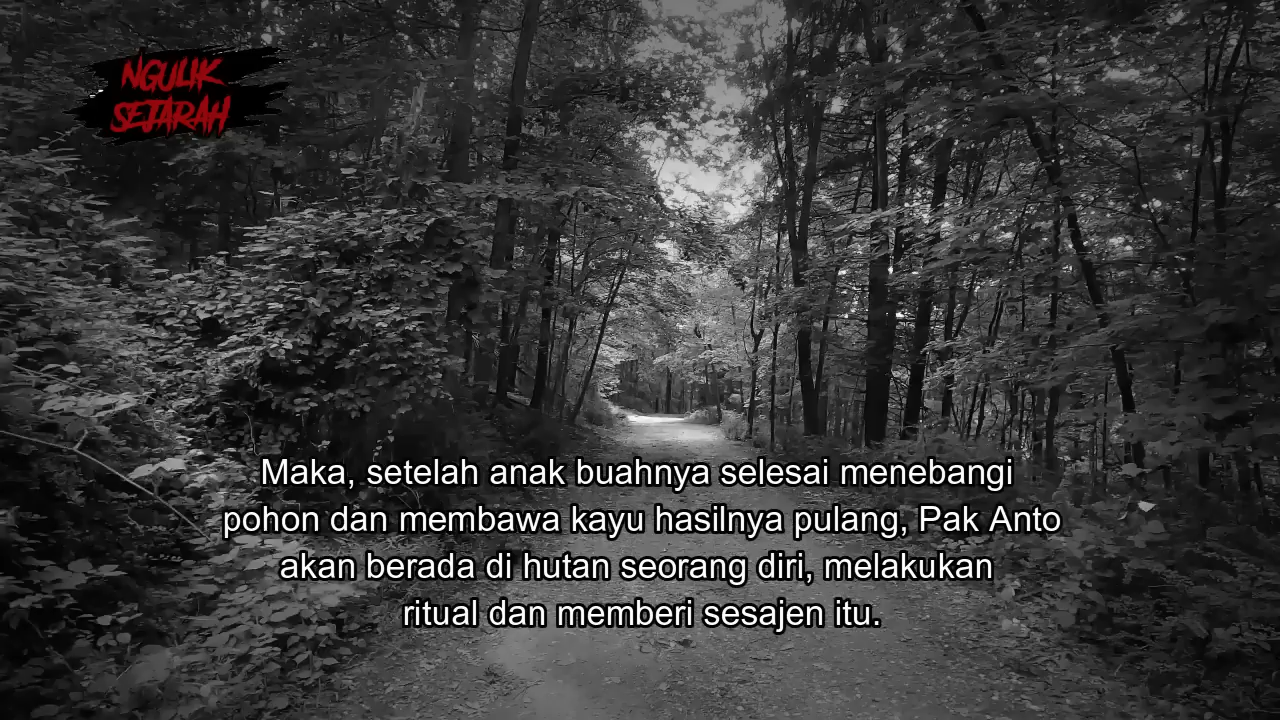 NGULIK
SEJARAH
Maka, setelah anak buahnya selesai menebangi
pohon dan membawa kayu hasilnya pulang, Pak Anto
akan berada di hutan seorang diri, melakukan
ritual dan memberi sesajen itu.